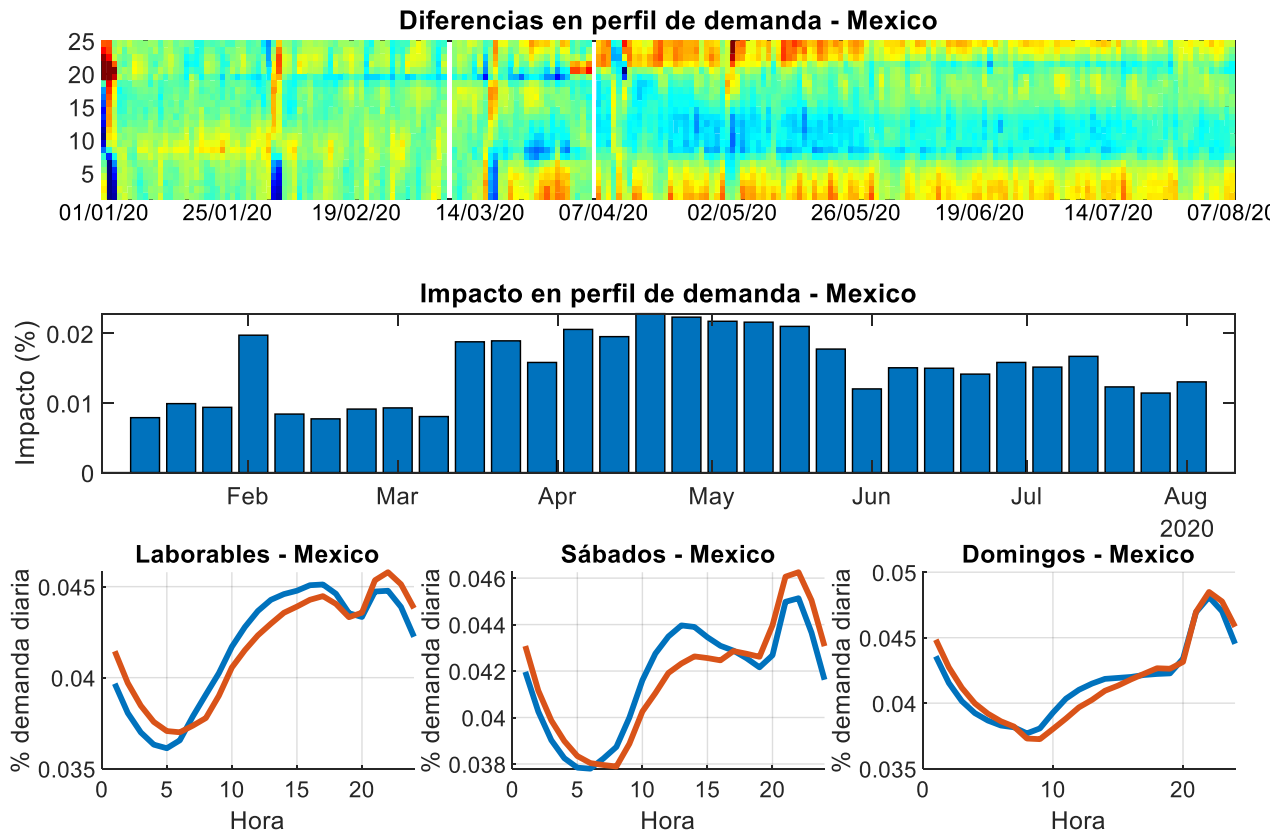 Diferencias en perfil de demanda - Mexico
25
20
15
10
5
01/01/20 25/01/20 19/02/20 14/03/20 07/04/20 02/05/20 26/05/20 19/06/20 14/07/20 07/08/20
Impacto en perfil de demanda - Mexico
Impacto (%)
0.02
0.01
0
Feb Mar Apr May Jun Jul Aug
2020
Laborables - Mexico
% demanda diaria
0.045
0.04
0.035
0 5 10 15 20
Hora
Sábados - Mexico
% demanda diaria
0.046
0.044
0.042
0.04
0.038
0 5 10 15 20
Hora
Domingos - Mexico
% demanda diaria
0.05
0.045
0.04
0.035
0 10 20
Hora